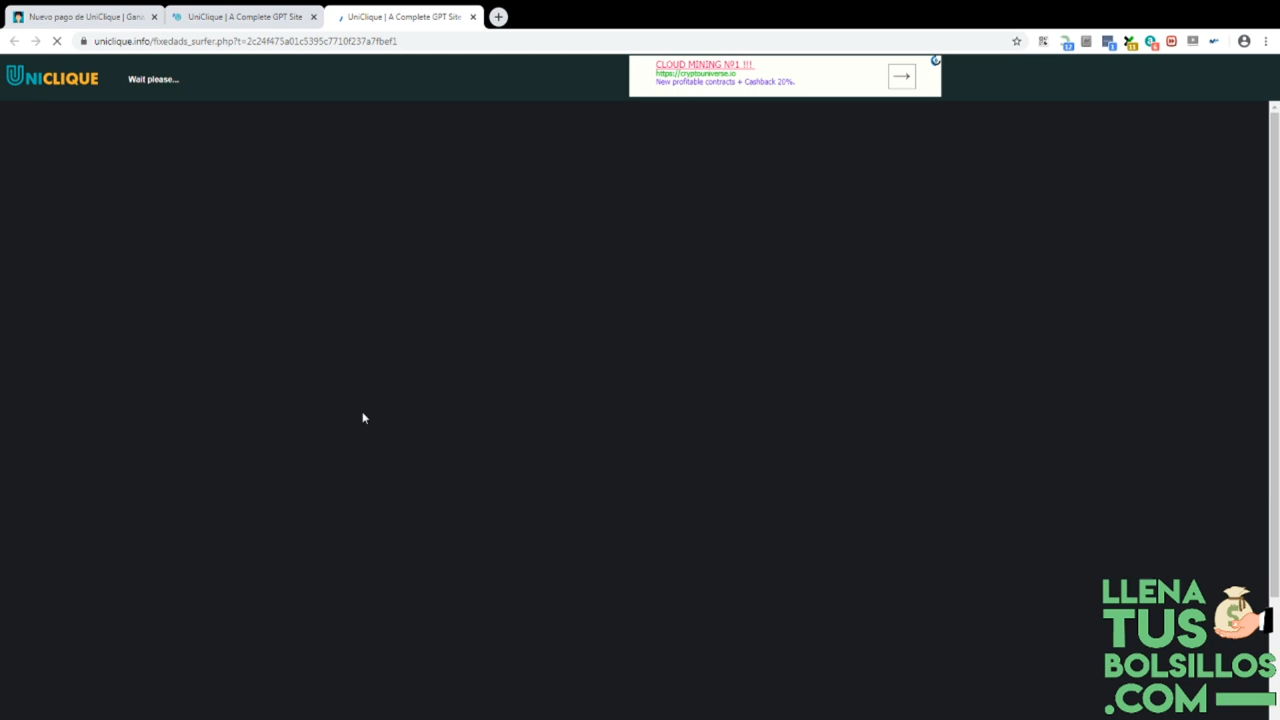 Nuevo pago de UniClique | Gana
UniClique | A Complete GPT Site
UniClique | A Complete GPT Site
uniclique.info/fixedads_surfer.php?t=2c24f475a01c5395c7710f237a7fbef1
UNICLIQUE
Wait please...
CLOUD MINING №1 !!!
https://cryptouniverse.io
New profitable contracts + Cashback 20%.
LLENA
TUS
BOLSILLOS
.COM